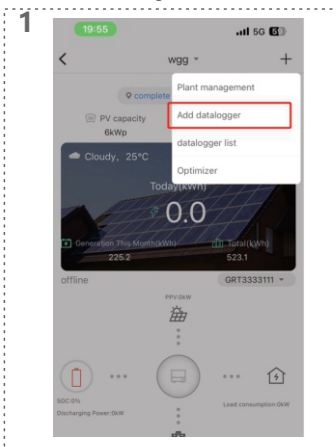 1
19:55
5G 6
wgg
Plant management
complete
Add datalogger
PV capacity
6kWp
datalogger list
Cloudy, 25°C
Optimizer
Today(kWh)
0.0
Generation This Month(kWh)
Total(kWh)
225.2
523.1
offline
GRT3333111
PPV:0kW
SOC:0%
Discharging Power:0kW
Load consumption:0kW